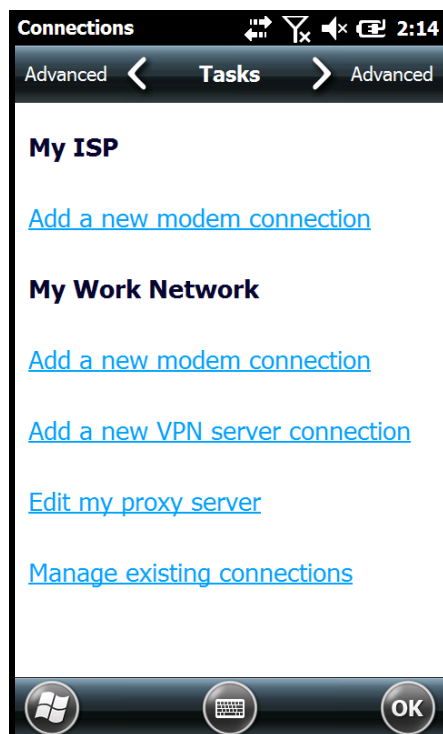 Connections 2:14
Advanced Tasks Advanced
My ISP
Add a new modem connection
My Work Network
Add a new modem connection
Add a new VPN server connection
Edit my proxy server
Manage existing connections
OK